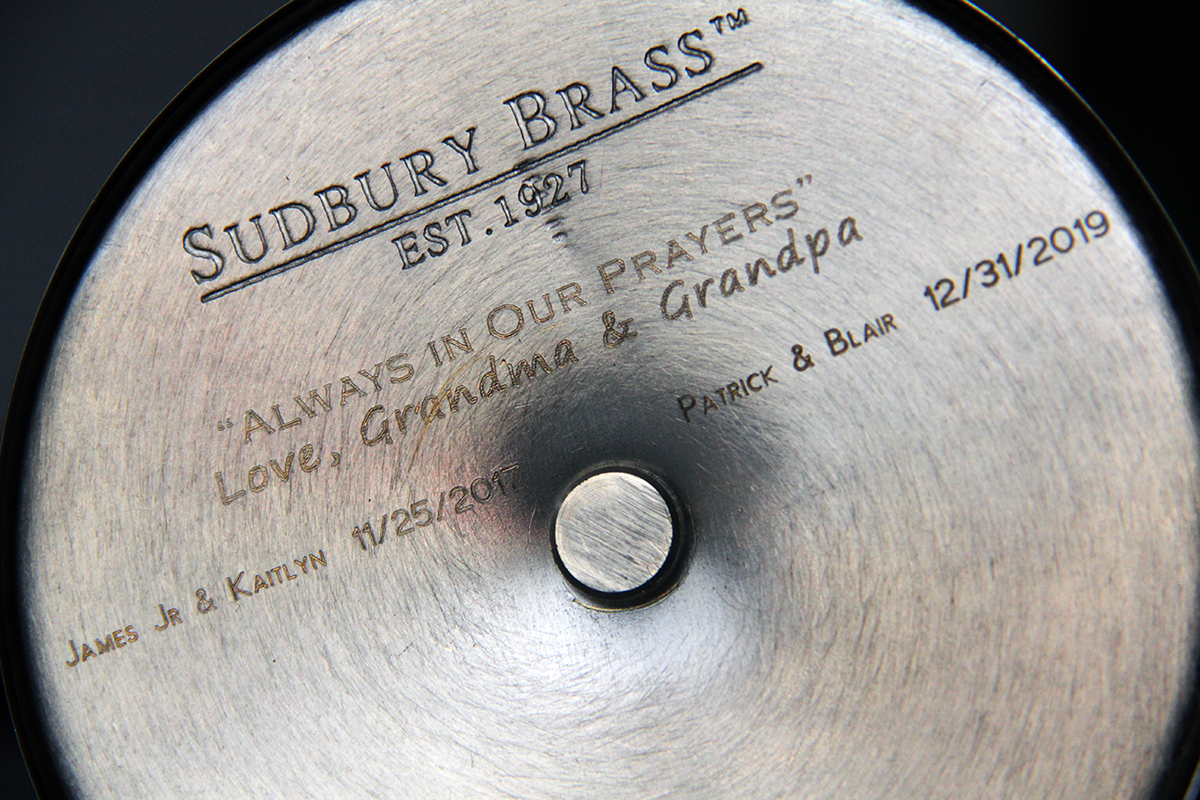 SUDBURY BRASS™
EST. 1927
“ALWAYS IN OUR PRAYERS”
Love, Grandma & Grandpa
JAMES JR & KAITLYN 11/25/2017
PATRICK & BLAIR 12/31/2019